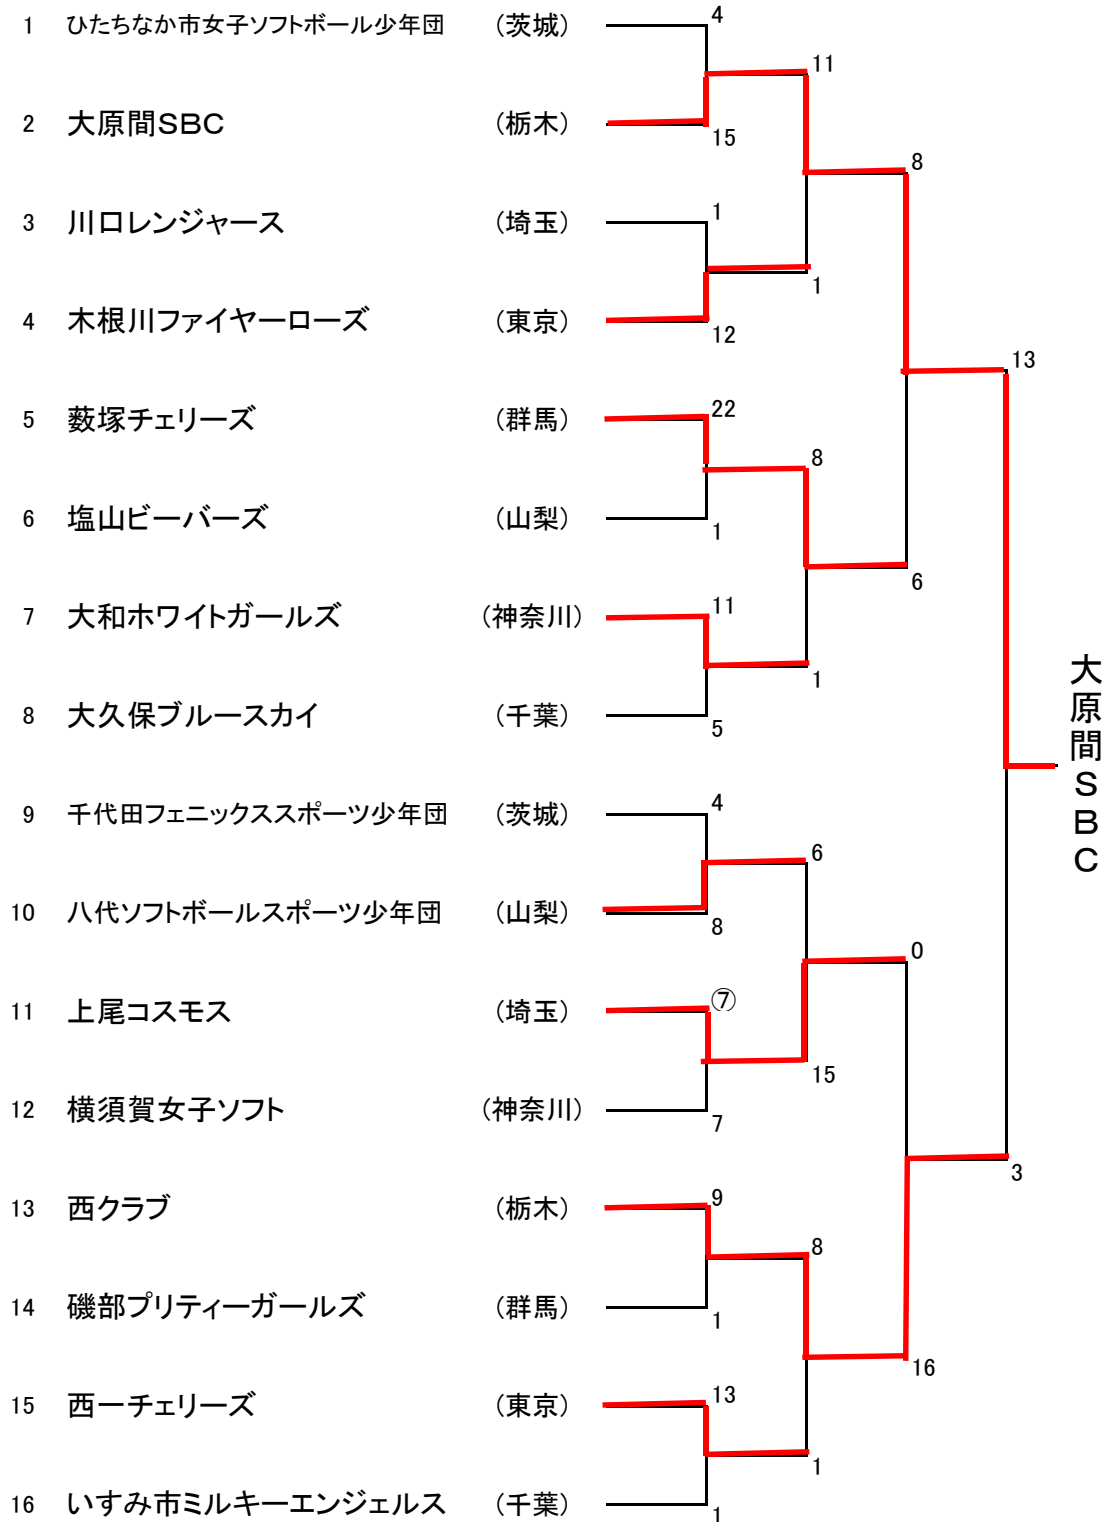 1 ひたちなか市女子ソフトボール少年団 (茨城) 4
11
2 大原間SBC (栃木) 15
8
3 川口レンジャース (埼玉) 1
1
4 木根川ファイヤーローズ (東京) 12
13
5 薮塚チェリーズ (群馬) 22
8
6 塩山ビーバーズ (山梨) 1
6
7 大和ホワイトガールズ (神奈川) 11
1
8 大久保ブルースカイ (千葉) 5
大原間SBC
9 千代田フェニックススポーツ少年団 (茨城) 4
6
10 八代ソフトボールスポーツ少年団 (山梨) 8
0
11 上尾コスモス (埼玉) ⑦
15
12 横須賀女子ソフト (神奈川) 7
3
13 西クラブ (栃木) 9
8
14 磯部プリティーガールズ (群馬) 1
16
15 西一チェリーズ (東京) 13
1
16 いすみ市ミルキーエンジェルス (千葉) 1